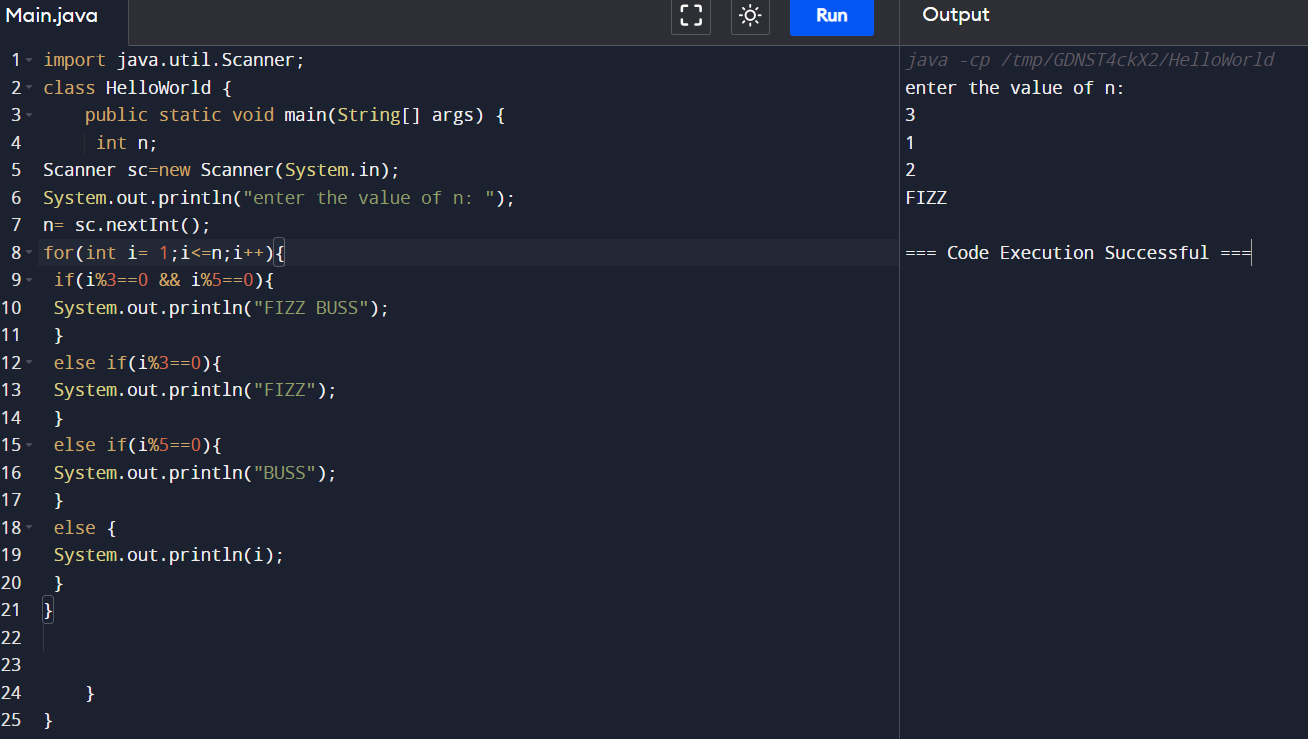 Main.java
Run
Output
1 import java.util.Scanner;
2 class HelloWorld {
3     public static void main(String[] args) {
4      int n;
5 Scanner sc=new Scanner(System.in);
6 System.out.println("enter the value of n: ");
7 n= sc.nextInt();
8 for(int i= 1;i<=n;i++){
9  if(i%3==0 && i%5==0){
10  System.out.println("FIZZ BUSS");
11  }
12  else if(i%3==0){
13  System.out.println("FIZZ");
14  }
15  else if(i%5==0){
16  System.out.println("BUSS");
17  }
18  else {
19  System.out.println(i);
20  }
21 }
22
23
24     }
25 }
java -cp /tmp/GDNST4ckX2/HelloWorld
enter the value of n:
3
1
2
FIZZ
=== Code Execution Successful ===